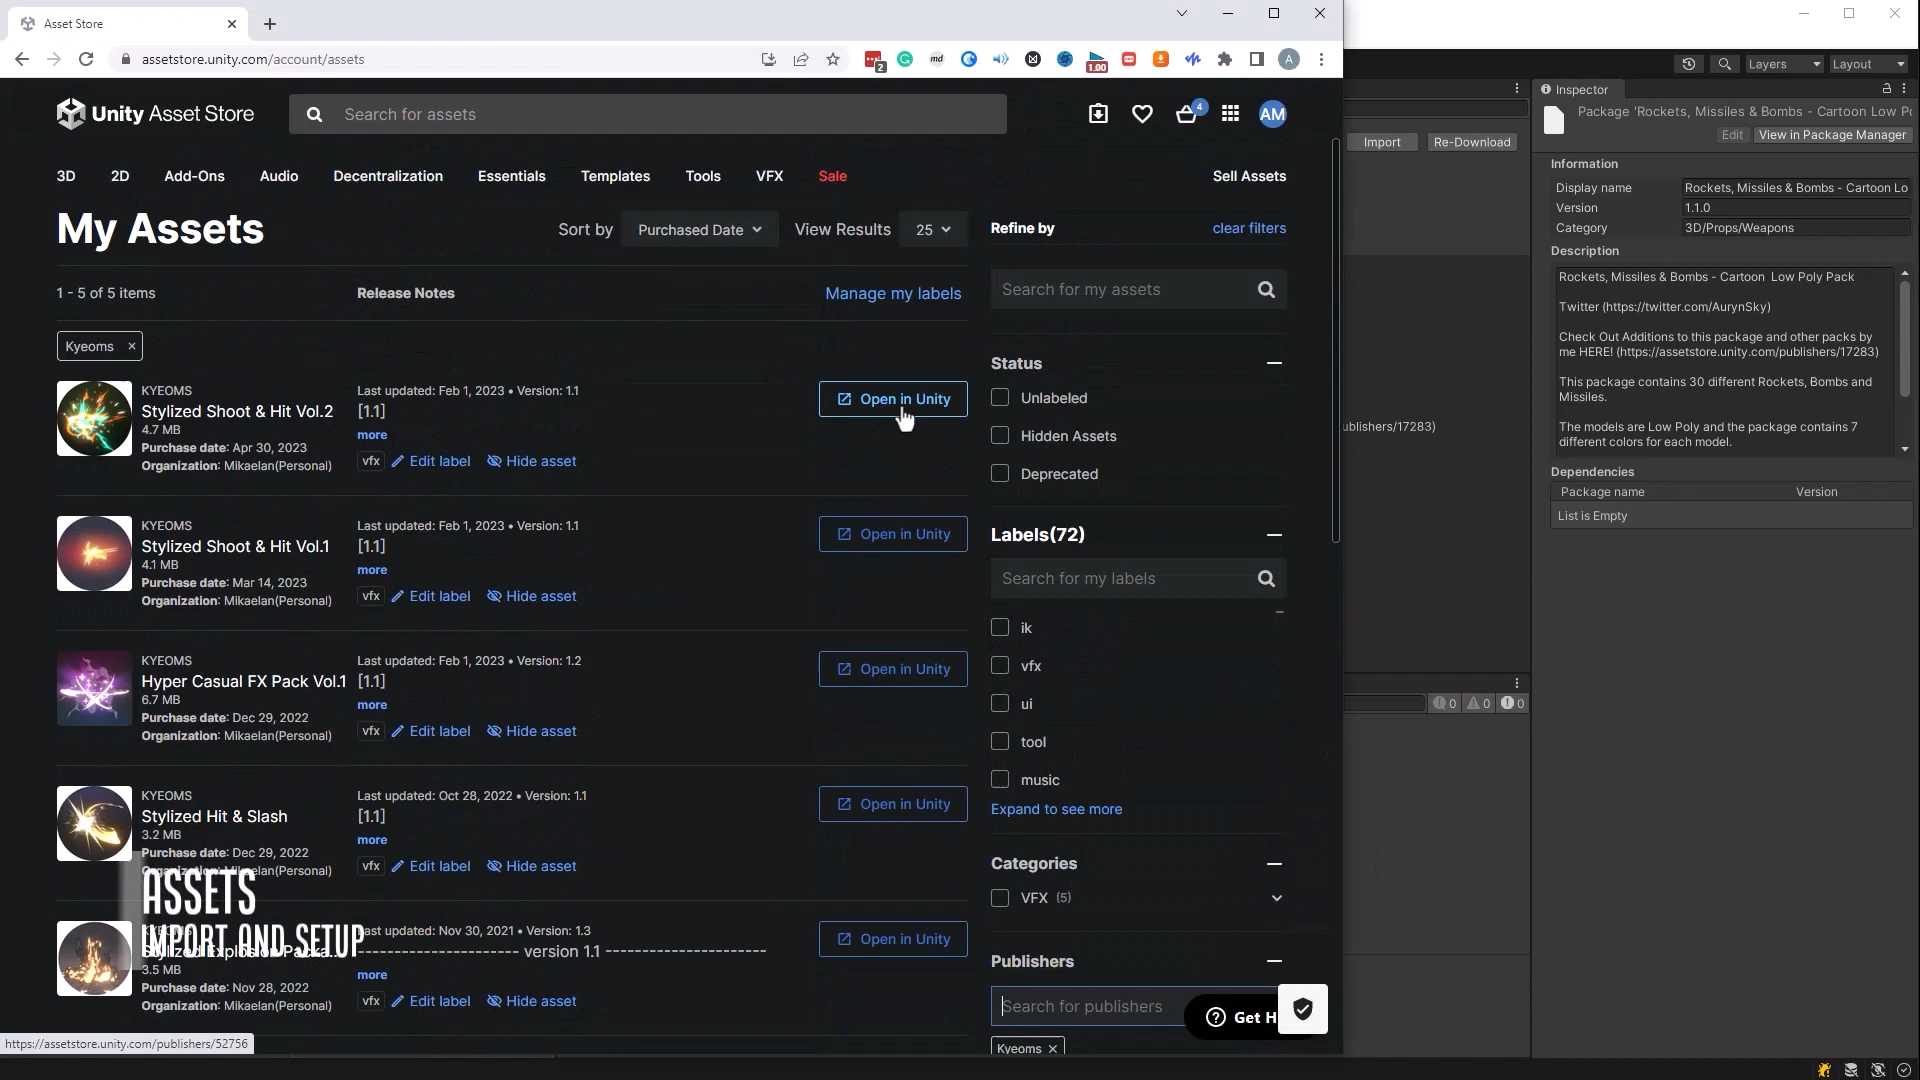 Asset Store
assetstore.unity.com/account/assets
2
md
1.00
A
Unity Asset Store
Search for assets
4
AM
3D
2D
Add-Ons
Audio
Decentralization
Essentials
Templates
Tools
VFX
Sale
Sell Assets
My Assets
Sort by
Purchased Date
View Results
25
1 - 5 of 5 items
Release Notes
Manage my labels
Kyeoms
KYEOMS
Stylized Shoot & Hit Vol.2
4.7 MB
Purchase date: Apr 30, 2023
Organization: Mikaelan(Personal)
Last updated: Feb 1, 2023 • Version: 1.1
[1.1]
more
vfx
Edit label
Hide asset
Open in Unity
KYEOMS
Stylized Shoot & Hit Vol.1
4.1 MB
Purchase date: Mar 14, 2023
Organization: Mikaelan(Personal)
Last updated: Feb 1, 2023 • Version: 1.1
[1.1]
more
vfx
Edit label
Hide asset
Open in Unity
KYEOMS
Hyper Casual FX Pack Vol.1
6.7 MB
Purchase date: Dec 29, 2022
Organization: Mikaelan(Personal)
Last updated: Feb 1, 2023 • Version: 1.2
[1.1]
more
vfx
Edit label
Hide asset
Open in Unity
KYEOMS
Stylized Hit & Slash
3.2 MB
Purchase date: Dec 29, 2022
Organization: Mikaelan(Personal)
Last updated: Oct 28, 2022 • Version: 1.1
[1.1]
more
vfx
Edit label
Hide asset
Open in Unity
ASSETS
IMPORT AND SETUP
Stylized Explosion Packa...
3.5 MB
Purchase date: Nov 28, 2022
Organization: Mikaelan(Personal)
Last updated: Nov 30, 2021 • Version: 1.3
----------------------- version 1.1 -----------------------
more
vfx
Edit label
Hide asset
Open in Unity
https://assetstore.unity.com/publishers/52756
Refine by
clear filters
Search for my assets
Status
Unlabeled
Hidden Assets
Deprecated
Labels(72)
Search for my labels
ik
vfx
ui
tool
music
Expand to see more
Categories
VFX (5)
Publishers
Search for publishers
Get H
Kyeoms
Import
Re-Download
ublishers/17283)
0
0
0
Layers
Layout
Inspector
Package 'Rockets, Missiles & Bombs - Cartoon Low Po
Edit
View in Package Manager
Information
Display name
Rockets, Missiles & Bombs - Cartoon Lo
Version
1.1.0
Category
3D/Props/Weapons
Description
Rockets, Missiles & Bombs - Cartoon Low Poly Pack
Twitter (https://twitter.com/AurynSky)
Check Out Additions to this package and other packs by
me HERE! (https://assetstore.unity.com/publishers/17283)
This package contains 30 different Rockets, Bombs and
Missiles.
The models are Low Poly and the package contains 7
different colors for each model.
Dependencies
Package name
Version
List is Empty